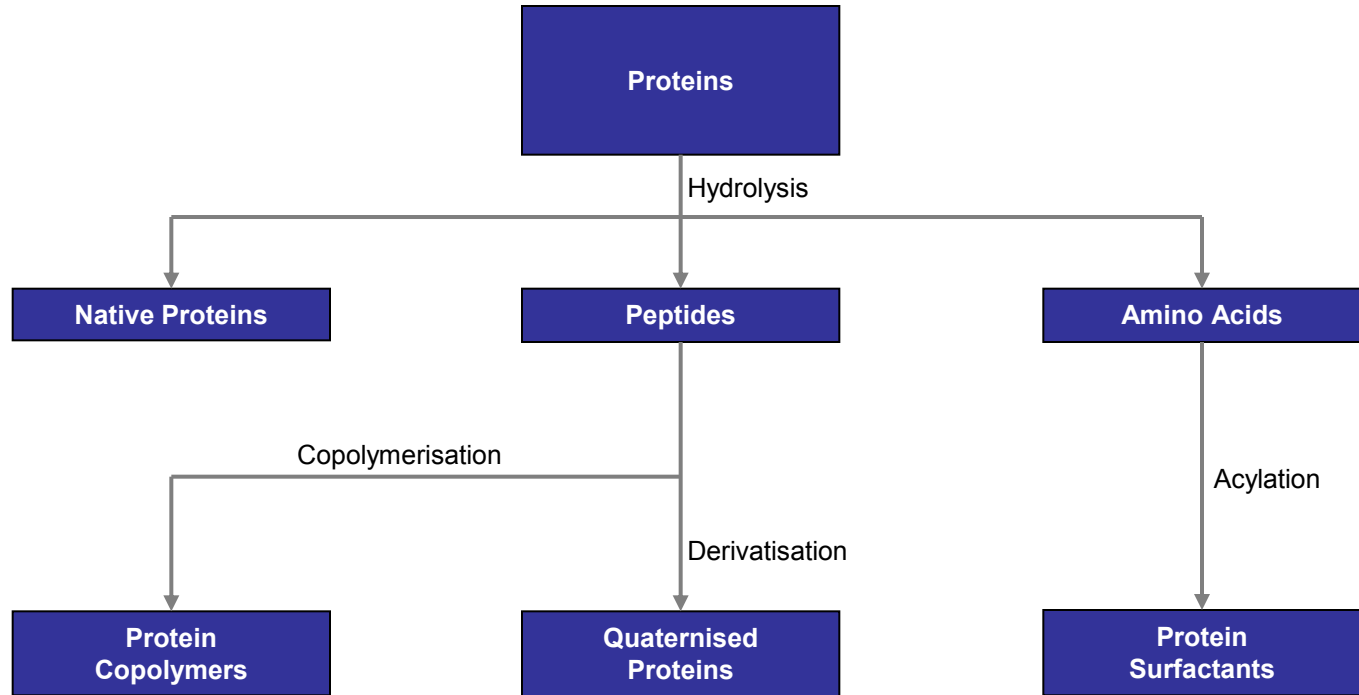 Proteins
Hydrolysis
Native Proteins
Peptides
Amino Acids
Copolymerisation
Acylation
Derivatisation
Protein
Copolymers
Quaternised
Proteins
Protein
Surfactants